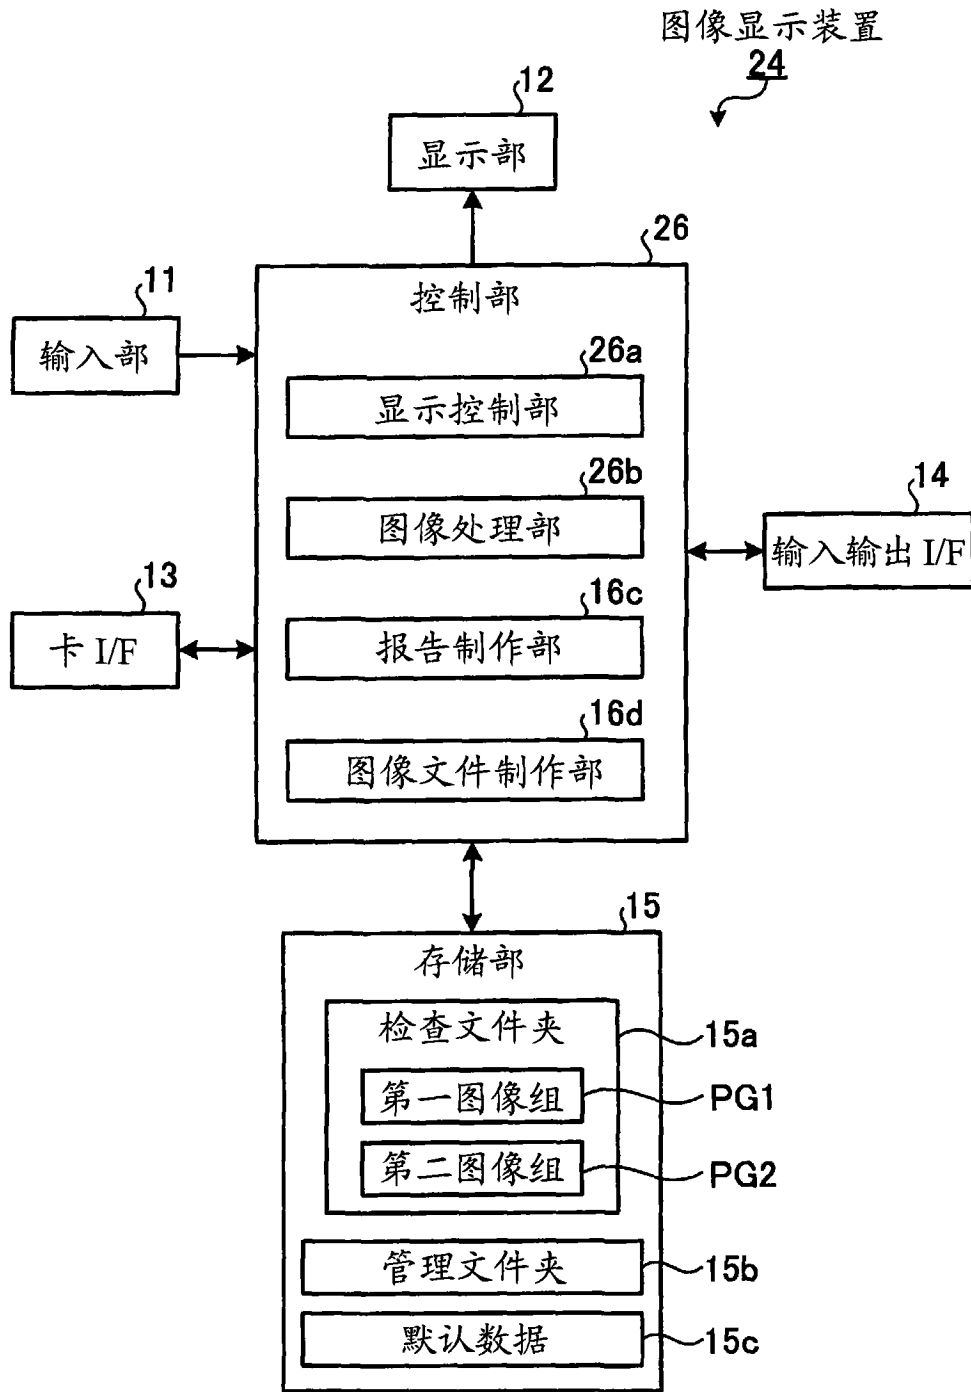 图像显示装置
24
12
显示部
26
控制部
11
输入部
26a
显示控制部
26b
图像处理部
14
输入输出 I/F
13
卡 I/F
16c
报告制作部
16d
图像文件制作部
15
存储部
检查文件夹
15a
第一图像组
PG1
第二图像组
PG2
管理文件夹
15b
默认数据
15c